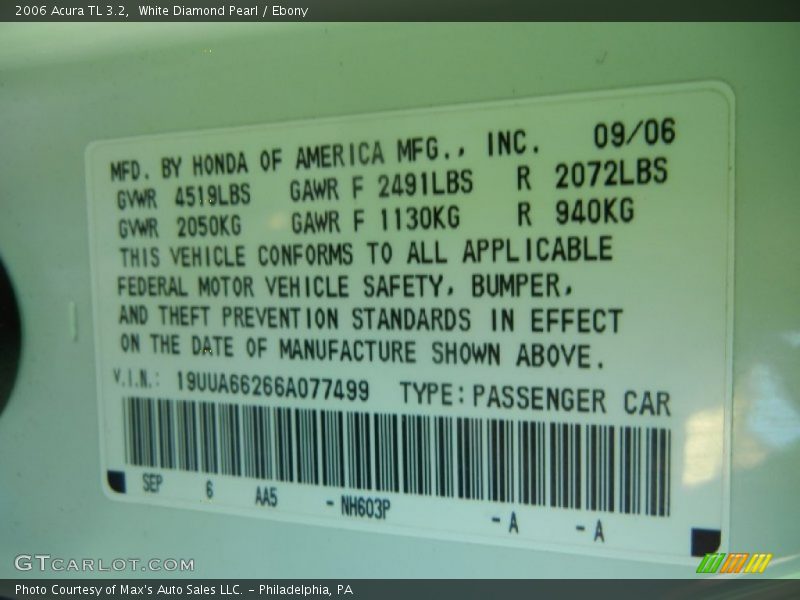 2006 Acura TL 3.2, White Diamond Pearl / Ebony
MFD. BY HONDA OF AMERICA MFG., INC. 09/06
GVWR 4519LBS GAWR F 2491LBS R 2072LBS
GVWR 2050KG GAWR F 1130KG R 940KG
THIS VEHICLE CONFORMS TO ALL APPLICABLE
FEDERAL MOTOR VEHICLE SAFETY, BUMPER,
AND THEFT PREVENTION STANDARDS IN EFFECT
ON THE DATE OF MANUFACTURE SHOWN ABOVE.
V.I.N.: 19UUA66266A077499 TYPE: PASSENGER CAR
SEP 6 AA5 - NH603P - A - A
GTCARLOT.COM
Photo Courtesy of Max's Auto Sales LLC. - Philadelphia, PA